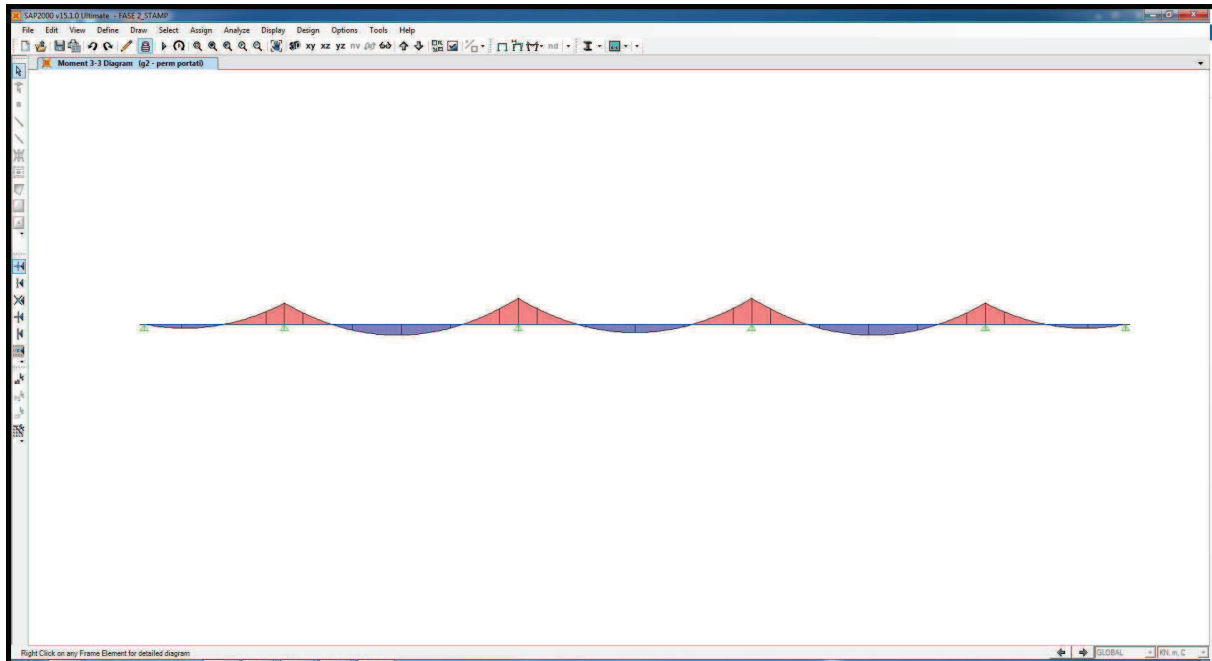 SAP2000 v15.1.0 Ultimate - FASE 2_STAMP
File Edit View Define Draw Select Assign Analyze Display Design Options Tools Help
xy xz yz nv nd
Moment 3-3 Diagram (g2 - perm portati)
Right Click on any Frame Element for detailed diagram
GLOBAL
KN, m, C